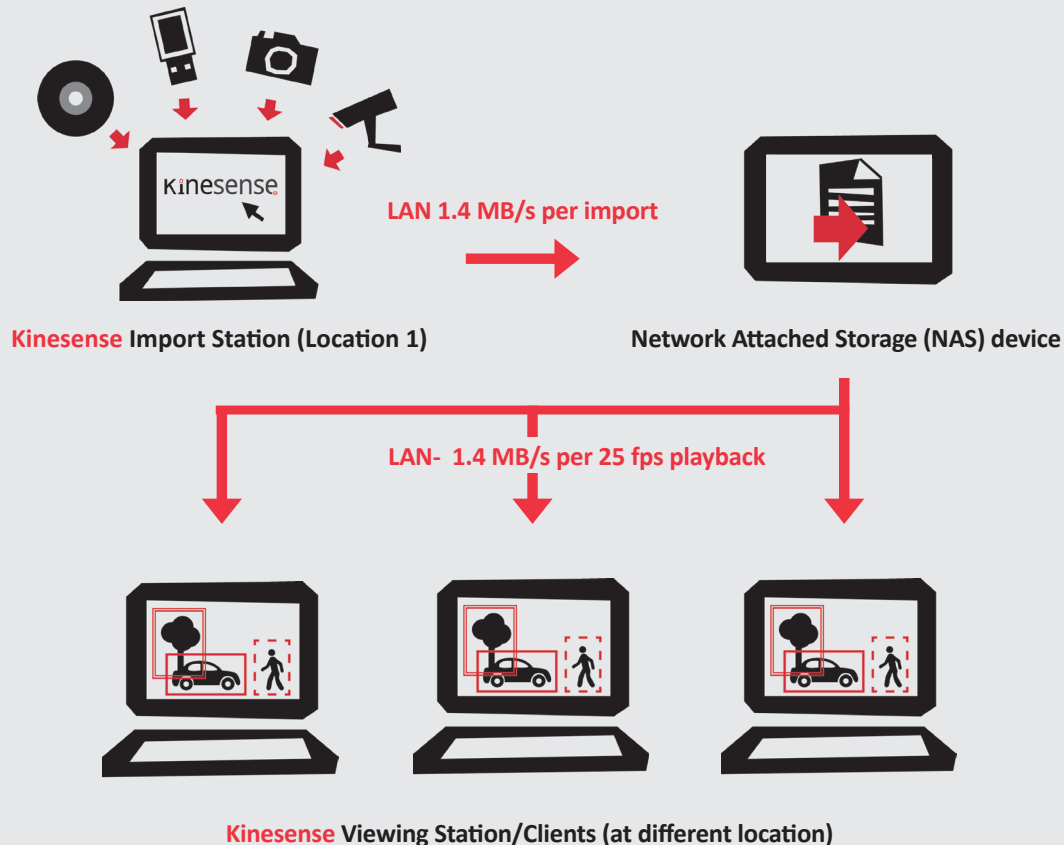 Kinesense
LAN 1.4 MB/s per import
Kinesense Import Station (Location 1)
Network Attached Storage (NAS) device
LAN- 1.4 MB/s per 25 fps playback
Kinesense Viewing Station/Clients (at different location)